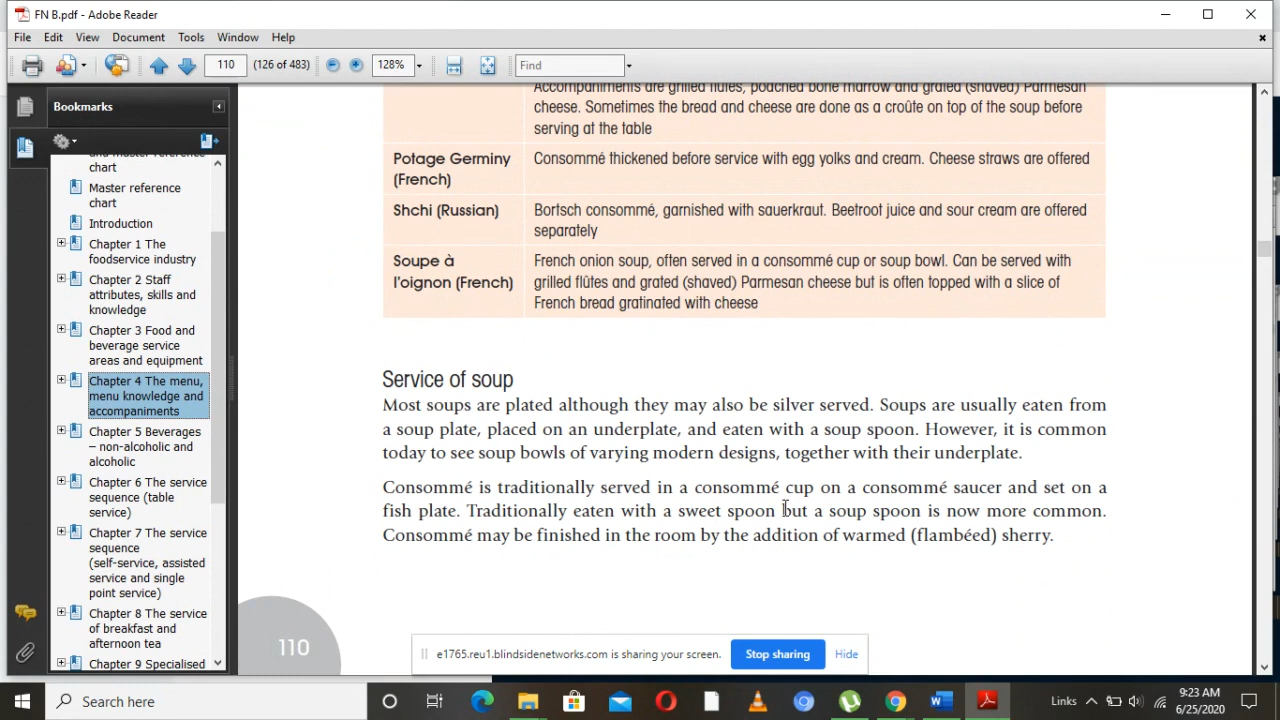 FN B.pdf - Adobe Reader
File Edit View Document Tools Window Help
110 (126 of 483) 128% Find
Bookmarks
and master reference
chart
Master reference
chart
Introduction
Chapter 1 The
foodservice industry
Chapter 2 Staff
attributes, skills and
knowledge
Chapter 3 Food and
beverage service
areas and equipment
Chapter 4 The menu,
menu knowledge and
accompaniments
Chapter 5 Beverages
– non-alcoholic and
alcoholic
Chapter 6 The service
sequence (table
service)
Chapter 7 The service
sequence
(self-service, assisted
service and single
point service)
Chapter 8 The service
of breakfast and
afternoon tea
Chapter 9 Specialised
Accompaniments are grilled flûtes, poached bone marrow and grated (shaved) Parmesan
cheese. Sometimes the bread and cheese are done as a croûte on top of the soup before
serving at the table
Potage Germiny
(French)
Consommé thickened before service with egg yolks and cream. Cheese straws are offered
Shchi (Russian)
Bortsch consommé, garnished with sauerkraut. Beetroot juice and sour cream are offered
separately
Soupe à
l'oignon (French)
French onion soup, often served in a consommé cup or soup bowl. Can be served with
grilled flûtes and grated (shaved) Parmesan cheese but is often topped with a slice of
French bread gratinated with cheese
Service of soup
Most soups are plated although they may also be silver served. Soups are usually eaten from
a soup plate, placed on an underplate, and eaten with a soup spoon. However, it is common
today to see soup bowls of varying modern designs, together with their underplate.
Consommé is traditionally served in a consommé cup on a consommé saucer and set on a
fish plate. Traditionally eaten with a sweet spoon but a soup spoon is now more common.
Consommé may be finished in the room by the addition of warmed (flambéed) sherry.
110
e1765.reu1.blindsidenetworks.com is sharing your screen. Stop sharing Hide
Search here
Links
9:23 AM
6/25/2020